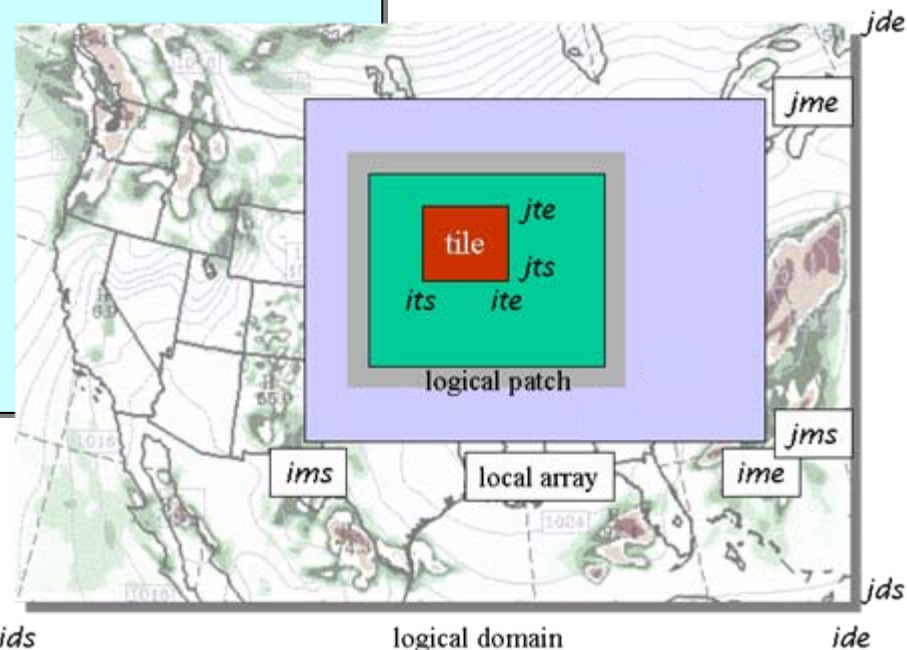 jde
jme
jte
tile
jts
its ite
logical patch
jms
ims
local array
ime
1024
jds
ids
logical domain
ide